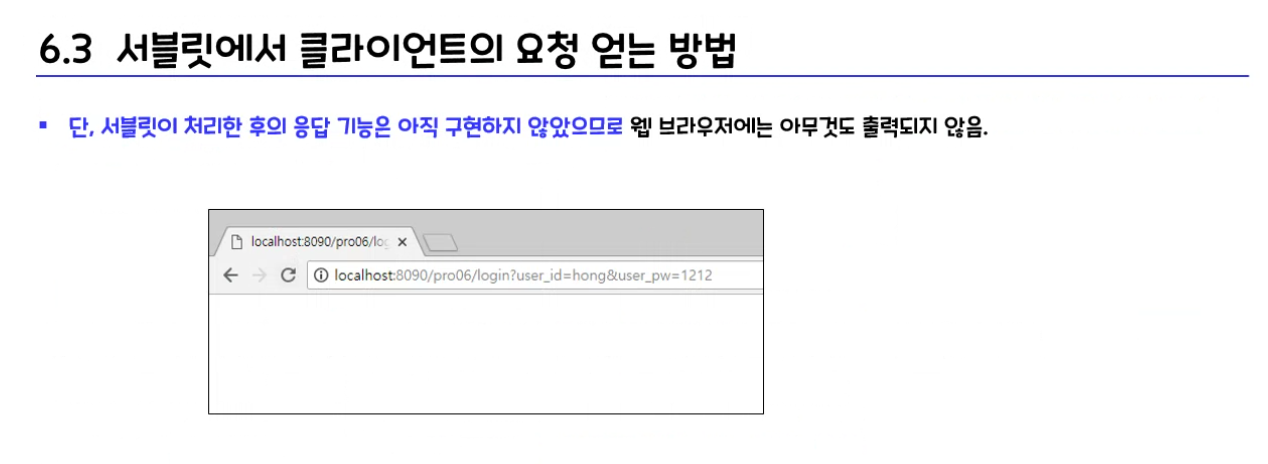 6.3 서블릿에서 클라이언트의 요청 얻는 방법
▪ 단, 서블릿이 처리한 후의 응답 기능은 아직 구현하지 않았으므로 웹 브라우저에는 아무것도 출력되지 않음.
localhost:8090/pro06/log
localhost:8090/pro06/login?user_id=hong&user_pw=1212